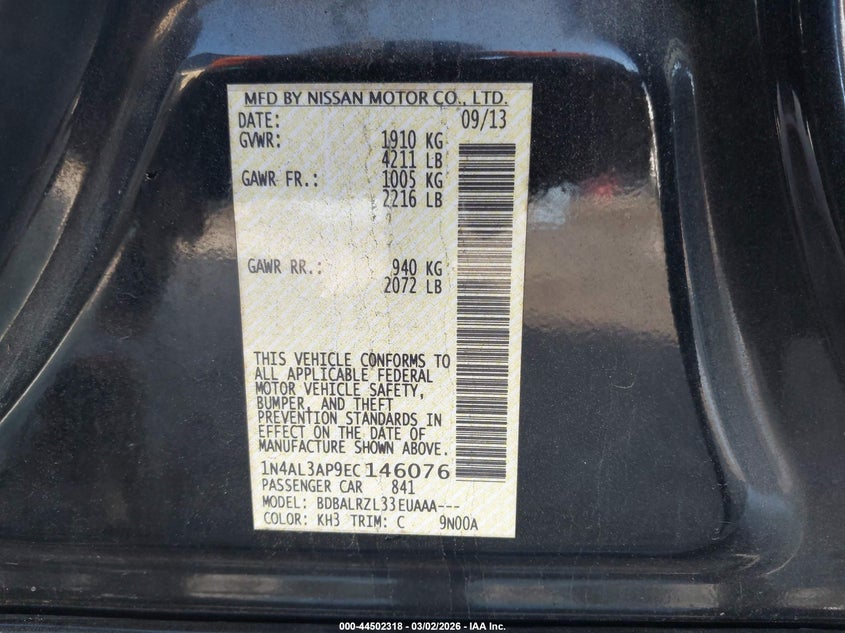 MFD BY NISSAN MOTOR CO., LTD.
DATE: 09/13
GVWR: 1910 KG
4211 LB
GAWR FR.: 1005 KG
2216 LB
GAWR RR.: 940 KG
2072 LB
THIS VEHICLE CONFORMS TO
ALL APPLICABLE FEDERAL
MOTOR VEHICLE SAFETY,
BUMPER, AND THEFT
PREVENTION STANDARDS IN
EFFECT ON THE DATE OF
MANUFACTURE SHOWN ABOVE.
1N4AL3AP9EC146076
PASSENGER CAR 841
MODEL: BDBALRZL33EUAAA---
COLOR: KH3 TRIM: C 9N00A
000-44502318 - 03/02/2026 - IAA Inc.